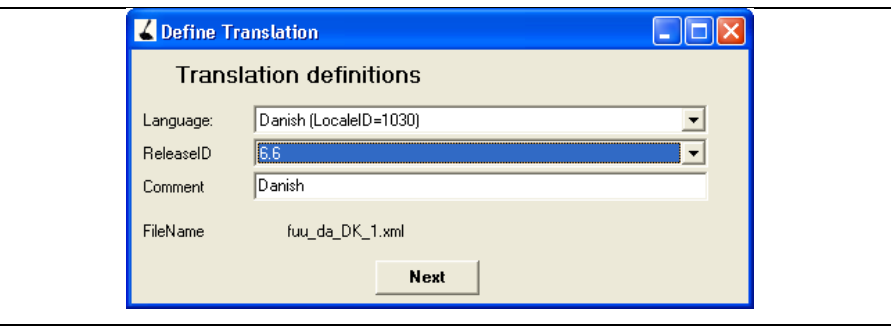 Define Translation
Translation definitions
Language: Danish (LocaleID=1030)
ReleaseID 6.6
Comment Danish
FileName fuu_da_DK_1.xml
Next